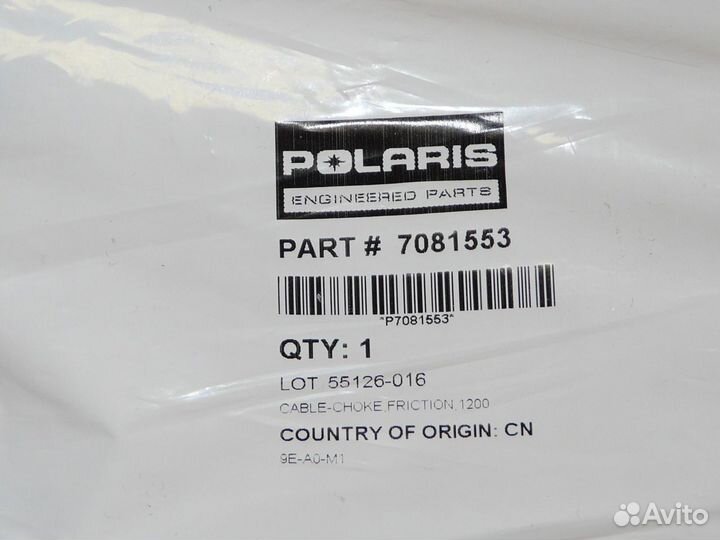 POLARIS
ENGINEERED PARTS
PART # 7081553
*P7081553*
QTY: 1
LOT 55126-016
CABLE-CHOKE,FRICTION,1200
COUNTRY OF ORIGIN: CN
9E-A0-M1
Avito